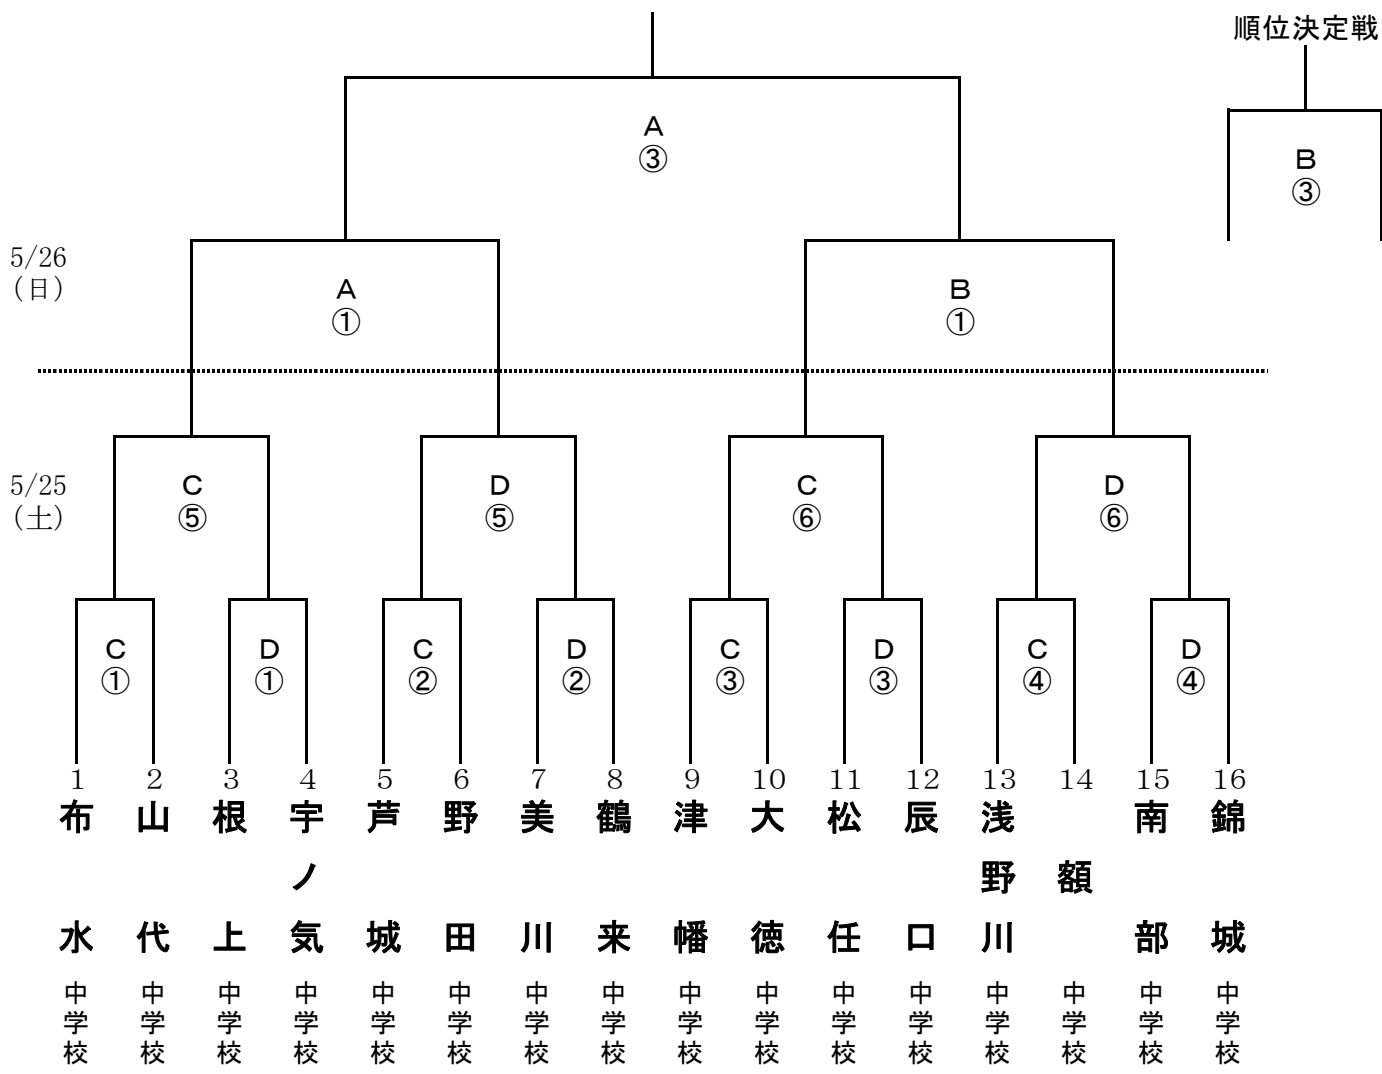 順位決定戦
A
③
B
③
5/26
（日）
A
①
B
①
5/25
（土）
C
⑤
D
⑤
C
⑥
D
⑥
C
①
D
①
C
②
D
②
C
③
D
③
C
④
D
④
1 2 3 4 5 6 7 8 9 10 11 12 13 14 15 16
布水中学校
山代中学校
根上中学校
宇ノ気中学校
芦城中学校
野田中学校
美川中学校
鶴来中学校
津幡中学校
大徳中学校
松任中学校
辰口中学校
浅野川中学校
額中学校
南部中学校
錦城中学校